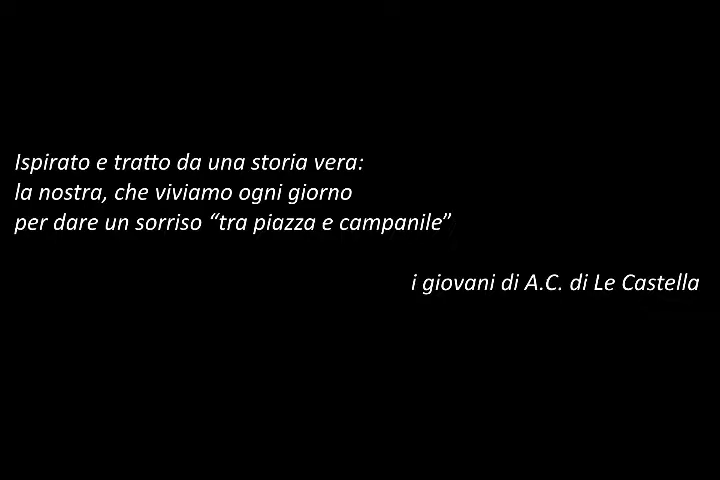 Ispirato e tratto da una storia vera:
la nostra, che viviamo ogni giorno
per dare un sorriso “tra piazza e campanile”
i giovani di A.C. di Le Castella